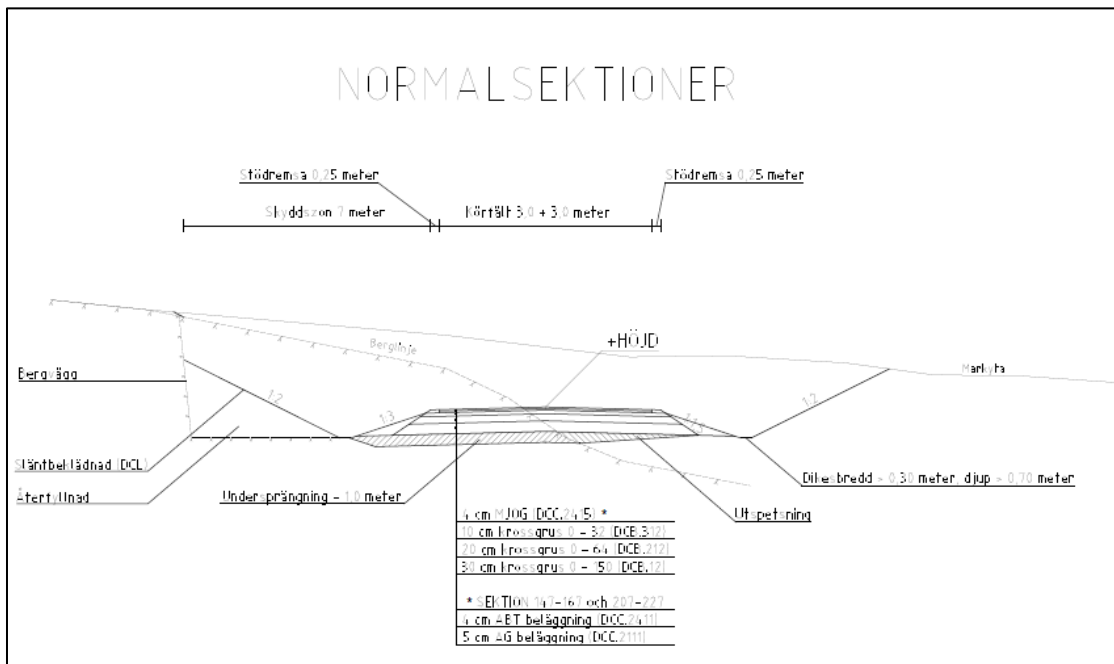 NORMALSEKTIONER
Stödremsa 0,25 meter
Stödremsa 0,25 meter
Skyddszon 7 meter
Körfält 3,0 + 3,0 meter
Berglinje
+HÖJD
Markyta
Bergvägg
1:2
1:3
1:2
Släntbeklädnad (DCL)
Återfyllnad
Undersprängning - 1,0 meter
Dikesbredd > 0,30 meter, djup > 0,70 meter
Utspetsning
4 cm MJOG (DCC.2415) *
10 cm krossgrus 0 - 32 (DCB.312)
20 cm krossgrus 0 - 64 (DCB.212)
30 cm krossgrus 0 - 150 (DCB.12)
* SEKTION 147-167 och 207-227
4 cm ABT beläggning (DCC.2411)
5 cm AG beläggning (DCC.2111)